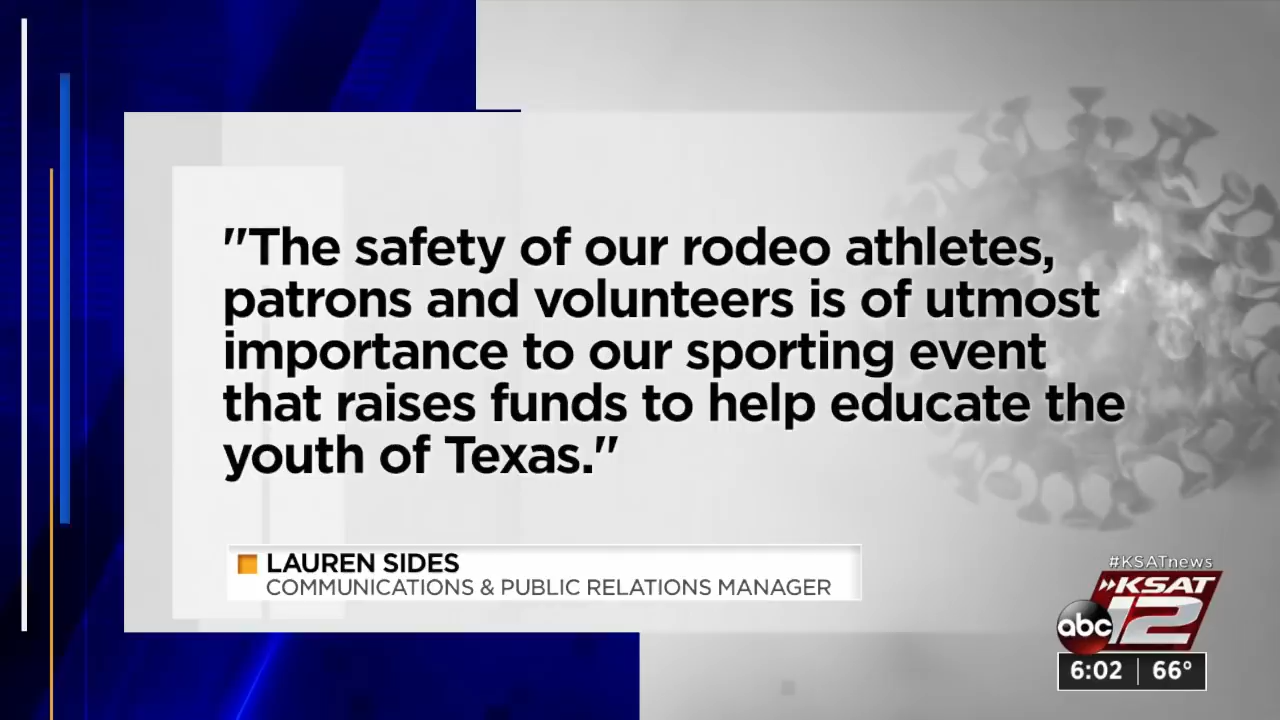 "The safety of our rodeo athletes,
patrons and volunteers is of utmost
importance to our sporting event
that raises funds to help educate the
youth of Texas."
LAUREN SIDES
COMMUNICATIONS & PUBLIC RELATIONS MANAGER
#KSATnews
KSAT
abc 12
6:02 66°